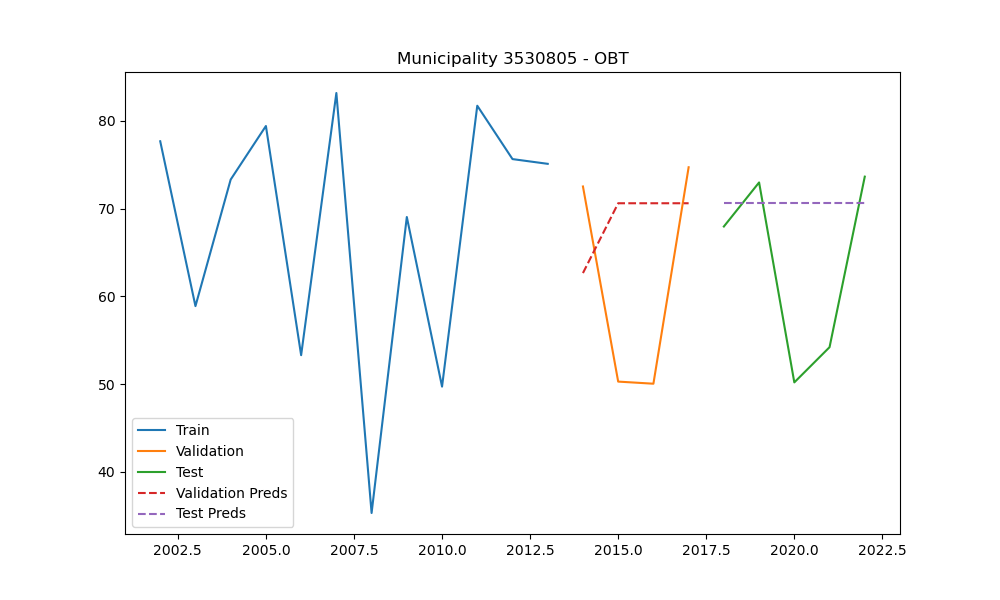 Municipality 3530805 - OBT
80
70
60
50
40
Train
Validation
Test
Validation Preds
Test Preds
2002.5 2005.0 2007.5 2010.0 2012.5 2015.0 2017.5 2020.0 2022.5